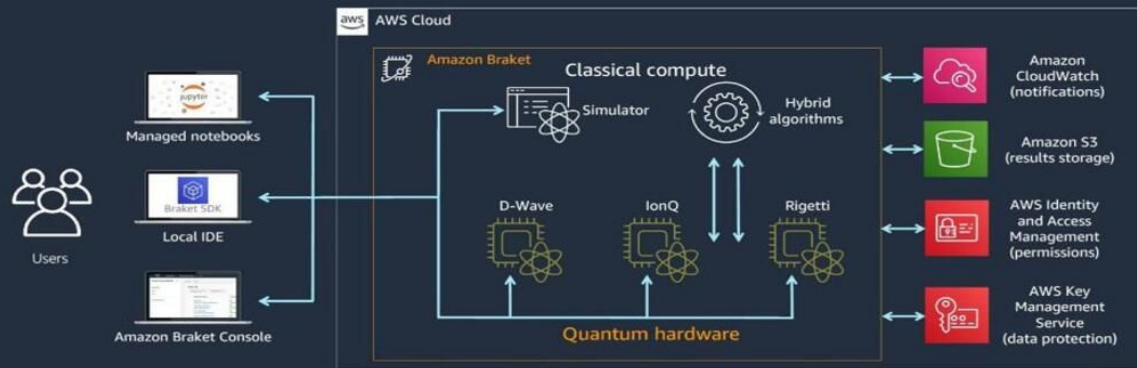 aws AWS Cloud
Amazon Braket
Classical compute
Simulator
Hybrid
algorithms
jupyter
Managed notebooks
Braket SDK
Local IDE
Amazon Braket Console
Users
D-Wave
IonQ
Rigetti
Quantum hardware
Amazon
CloudWatch
(notifications)
Amazon S3
(results storage)
AWS Identity
and Access
Management
(permissions)
AWS Key
Management
Service
(data protection)